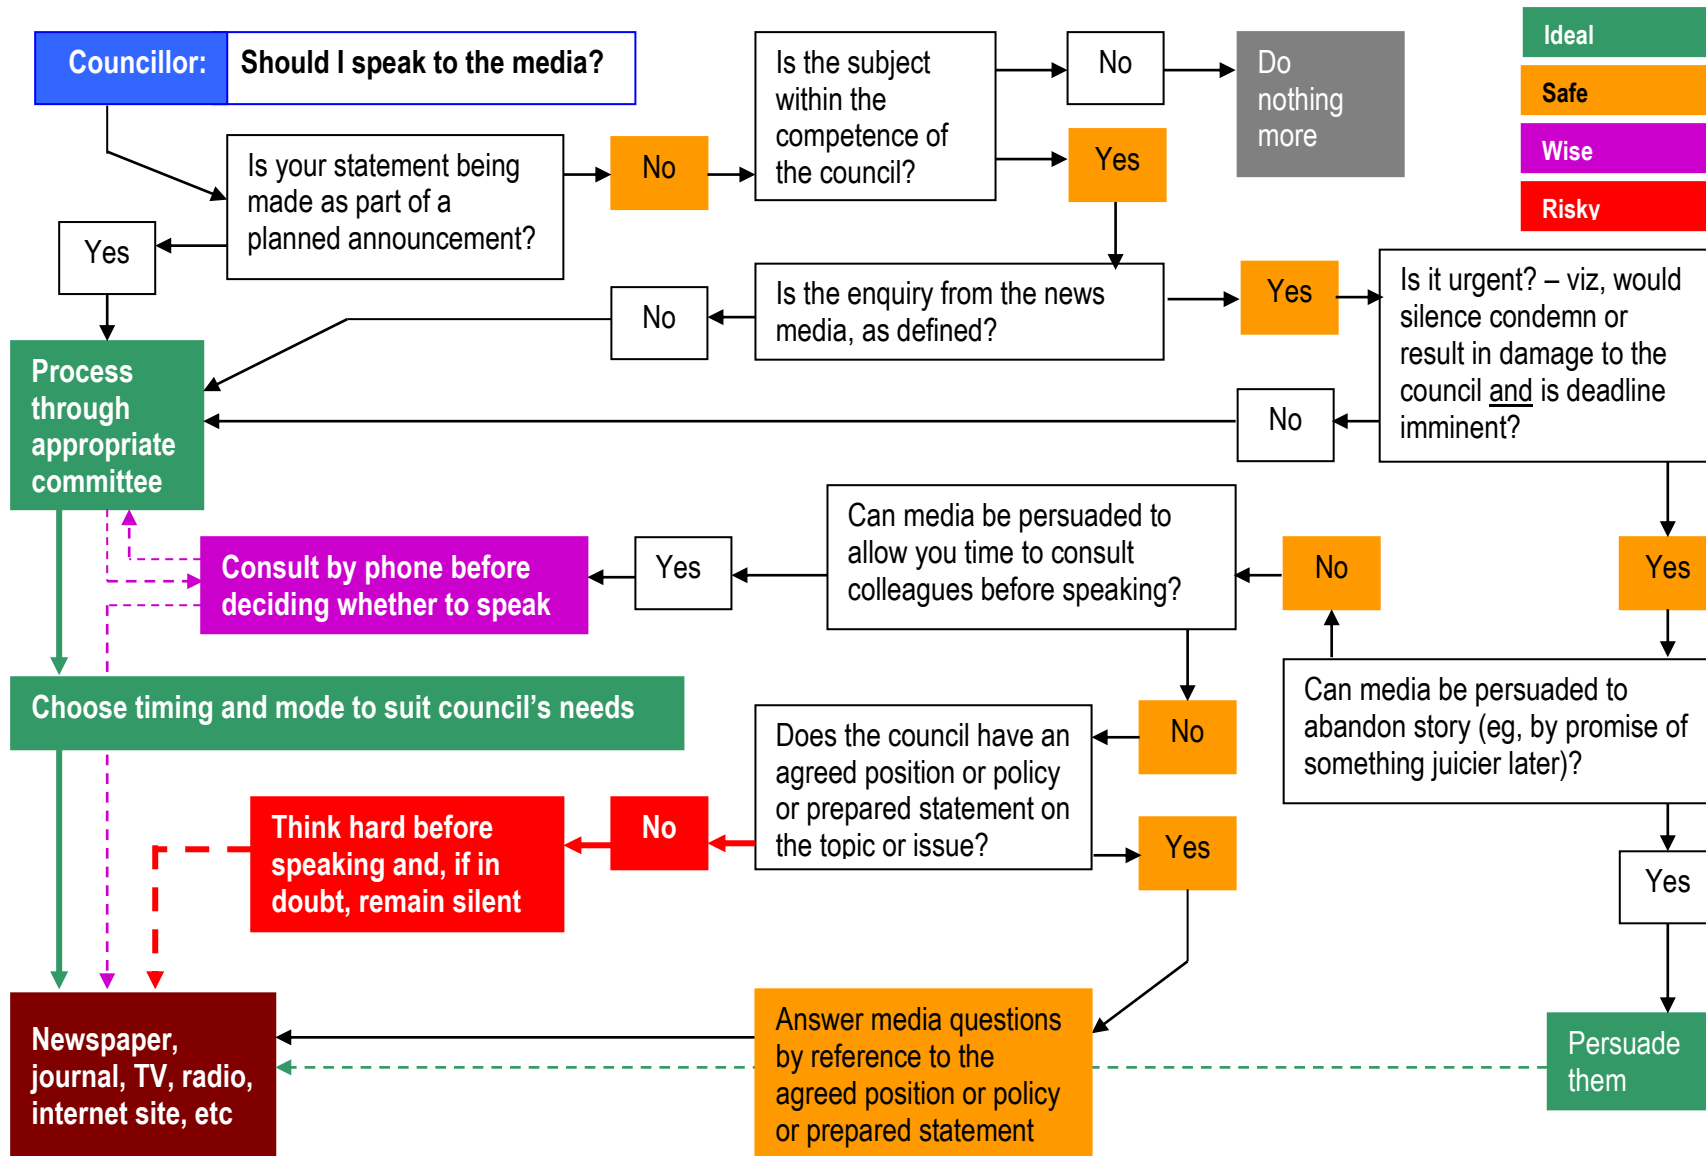 Councillor:
Should I speak to the media?
Is the subject
within the
competence of
the council?
No
Do
nothing
more
Ideal
Safe
Wise
Risky
Is your statement being
made as part of a
planned announcement?
No
Yes
Yes
Is the enquiry from the news
media, as defined?
No
Yes
Is it urgent? – viz, would
silence condemn or
result in damage to the
council and is deadline
imminent?
No
Process
through
appropriate
committee
Can media be persuaded to
allow you time to consult
colleagues before speaking?
Yes
No
Yes
Consult by phone before
deciding whether to speak
Choose timing and mode to suit council’s needs
Can media be persuaded to
abandon story (eg, by promise of
something juicier later)?
No
Does the council have an
agreed position or policy
or prepared statement on
the topic or issue?
No
Yes
Think hard before
speaking and, if in
doubt, remain silent
Yes
Newspaper,
journal, TV, radio,
internet site, etc
Answer media questions
by reference to the
agreed position or policy
or prepared statement
Persuade
them